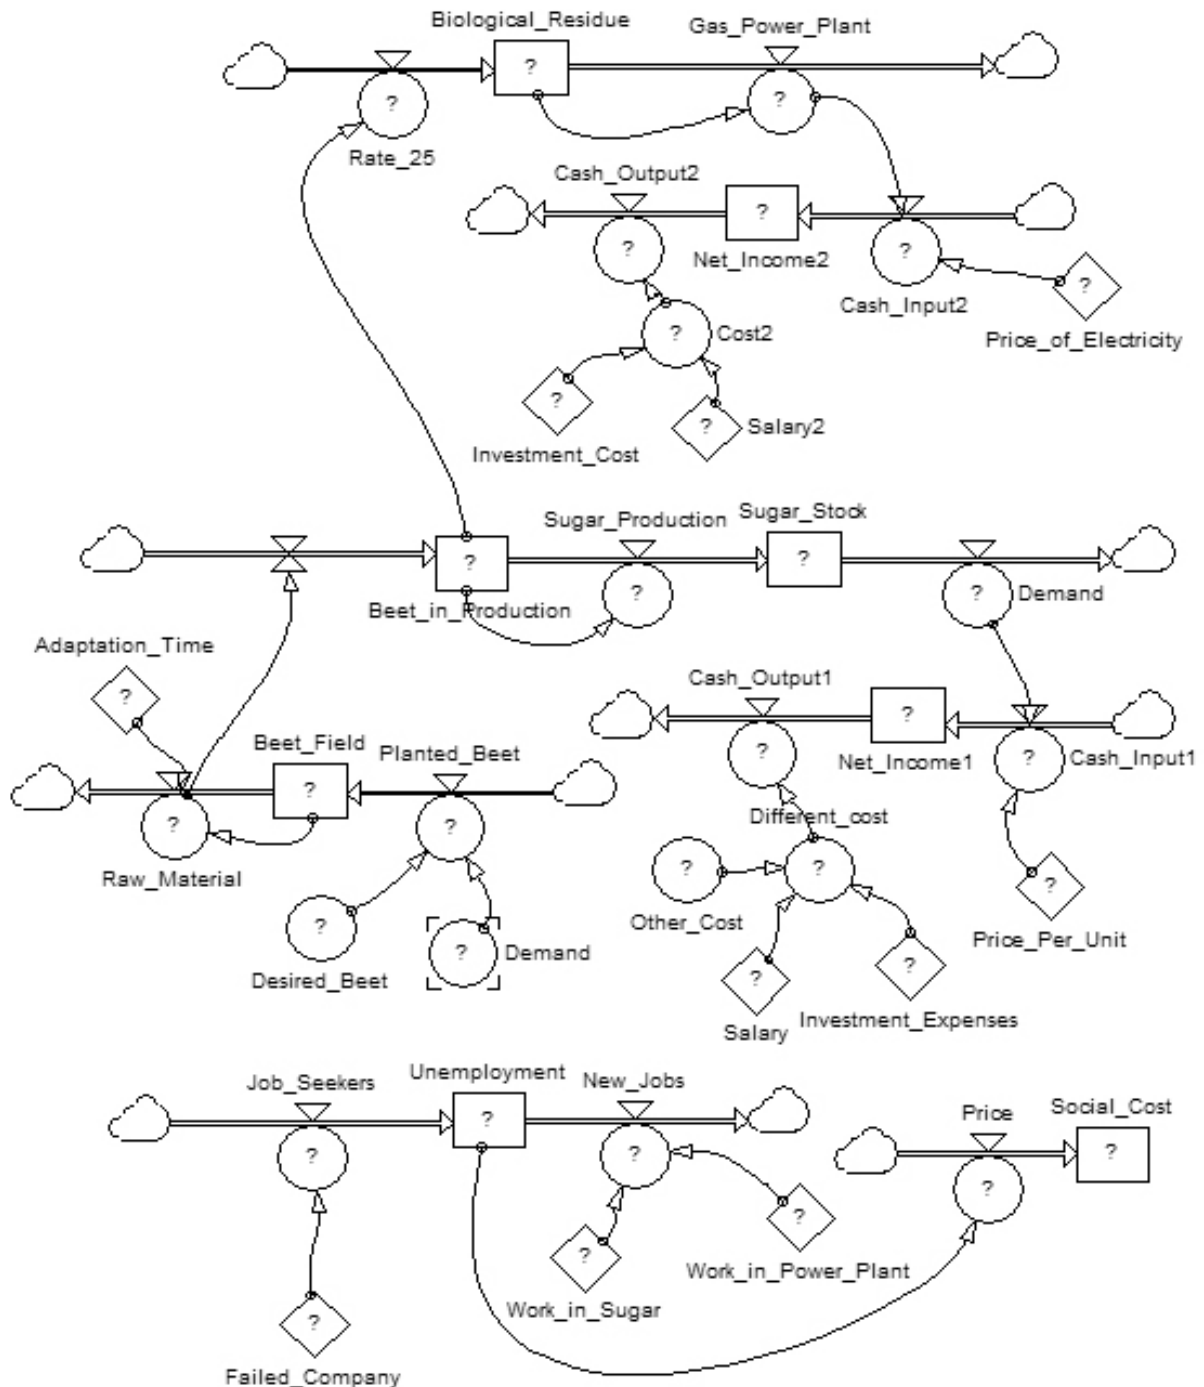 Biological_Residue
Gas_Power_Plant
?
?
?
Rate_25
Cash_Output2
?
?
Net_Income2
?
Cash_Input2
?
Price_of_Electricity
?
Cost2
?
Investment_Cost
?
Salary2
Sugar_Production
Sugar_Stock
?
Beet_in_Production
?
?
?
Demand
Adaptation_Time
?
Cash_Output1
?
?
Net_Income1
?
Cash_Input1
Beet_Field
Planted_Beet
?
?
Raw_Material
?
Different_cost
?
?
Other_Cost
?
Price_Per_Unit
?
Desired_Beet
?
Demand
?
Salary
?
Investment_Expenses
Job_Seekers
Unemployment
New_Jobs
?
?
?
Price
Social_Cost
?
?
?
Work_in_Power_Plant
?
Work_in_Sugar
?
Failed_Company